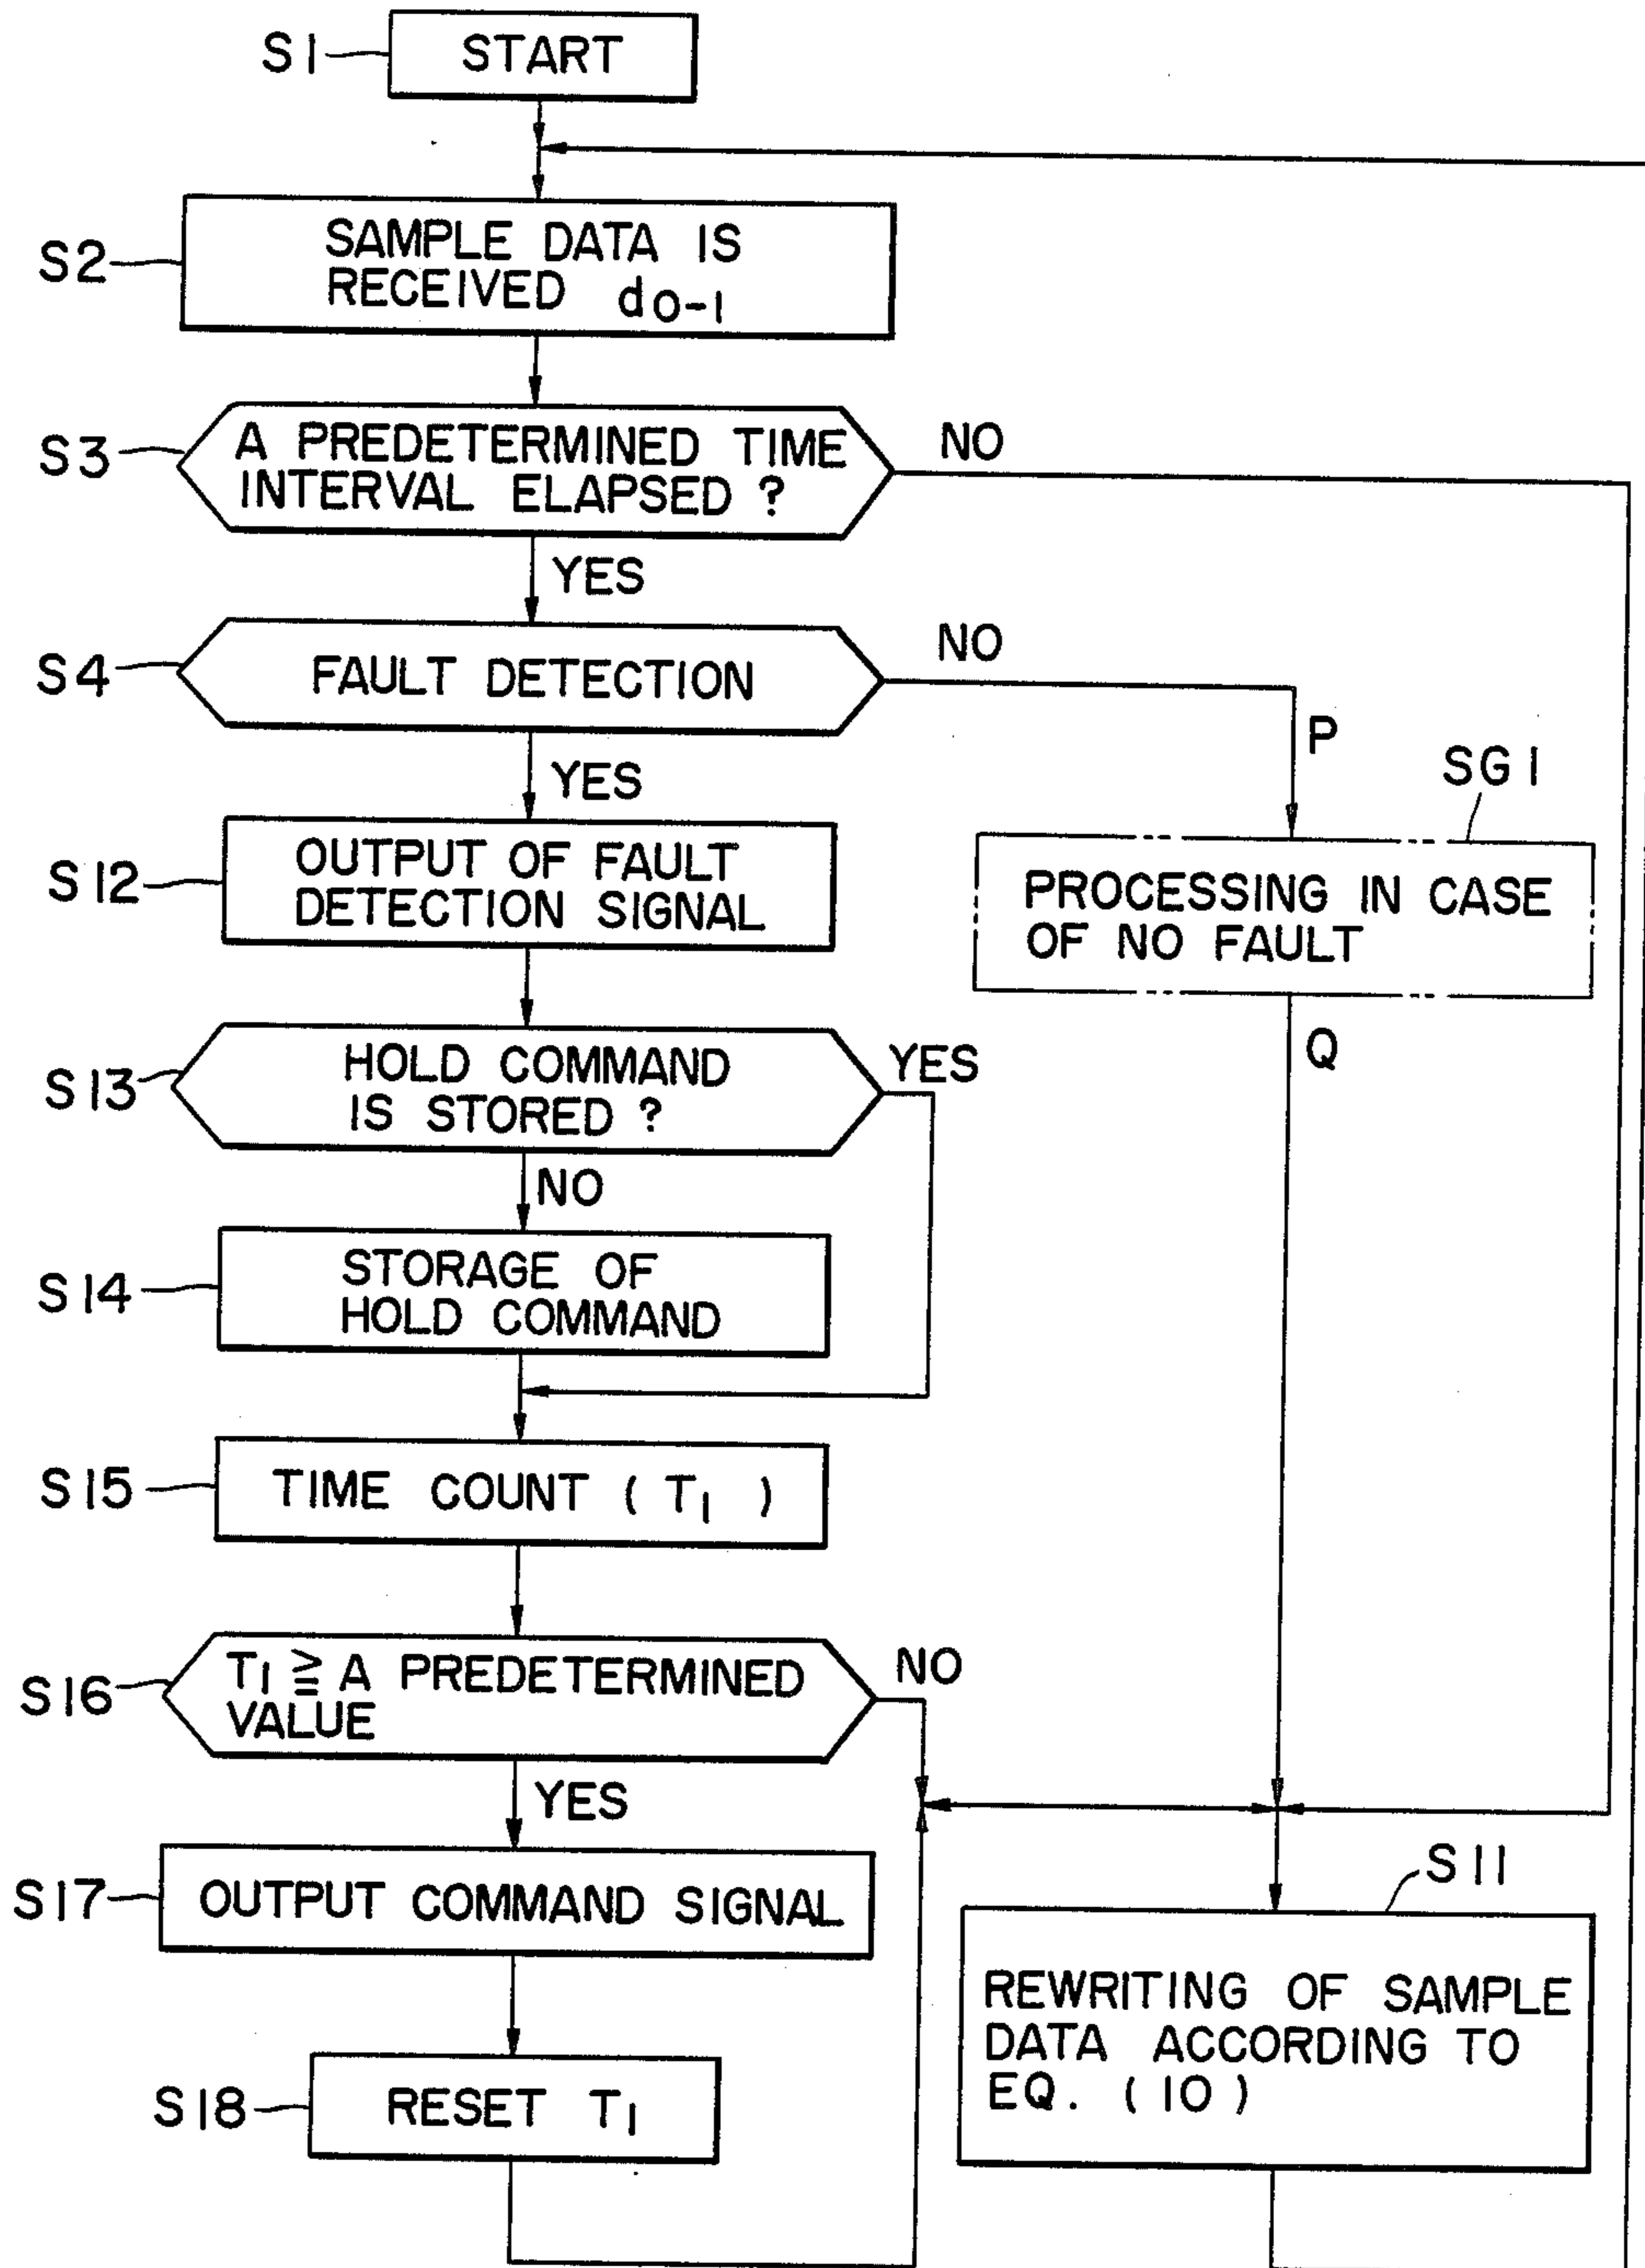 S1
START
S2
SAMPLE DATA IS
RECEIVED do-1
S3
A PREDETERMINED TIME
INTERVAL ELAPSED ?
NO
YES
S4
FAULT DETECTION
NO
P
YES
SG1
S12
OUTPUT OF FAULT
DETECTION SIGNAL
PROCESSING IN CASE
OF NO FAULT
Q
S13
HOLD COMMAND
IS STORED ?
YES
NO
S14
STORAGE OF
HOLD COMMAND
S15
TIME COUNT ( T1 )
S16
T1 ≧ A PREDETERMINED
VALUE
NO
YES
S17
OUTPUT COMMAND SIGNAL
S11
REWRITING OF SAMPLE
DATA ACCORDING TO
EQ. ( 10 )
S18
RESET T1